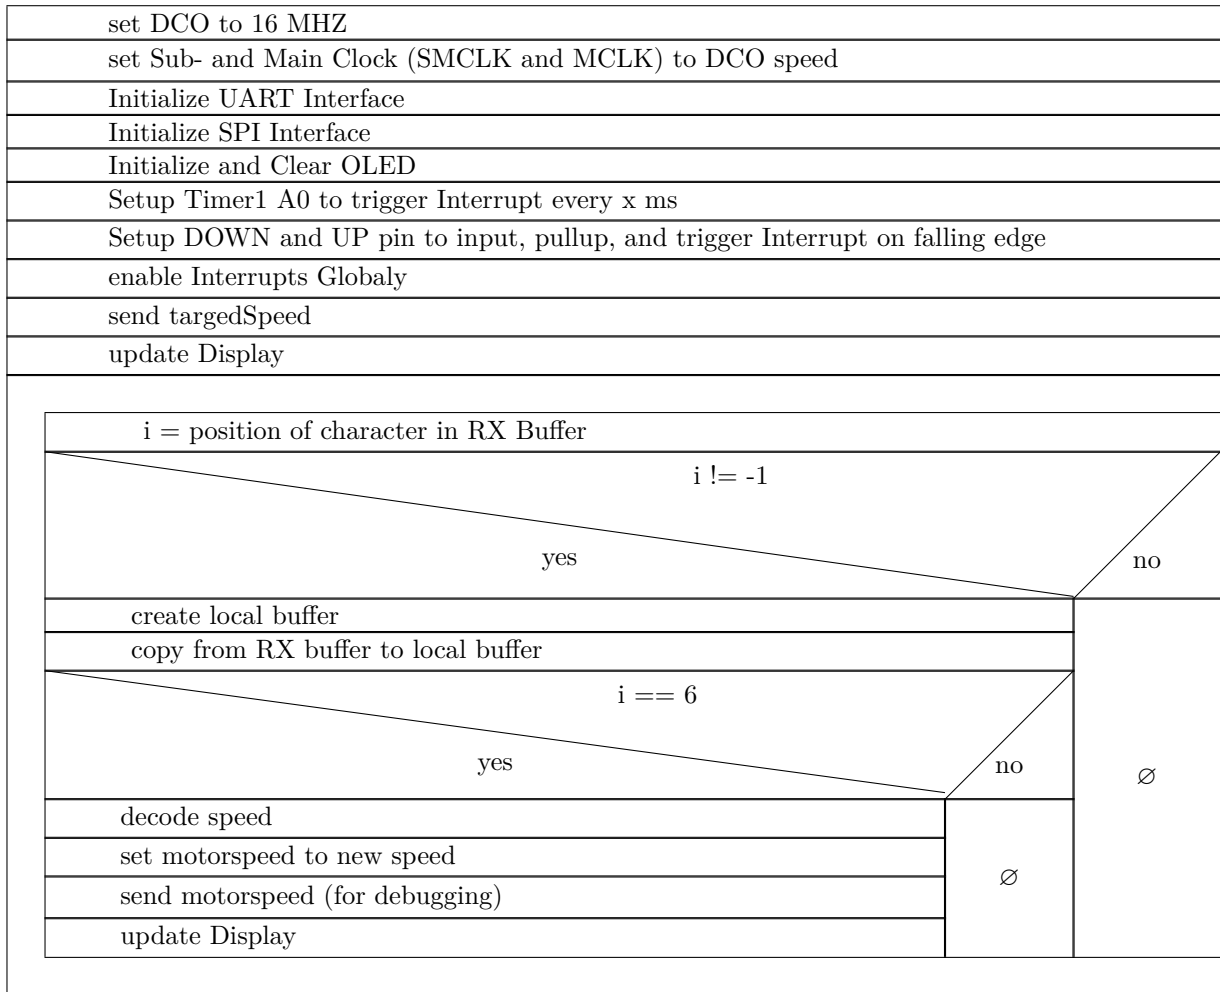 set DCO to 16 MHZ
set Sub- and Main Clock (SMCLK and MCLK) to DCO speed
Initialize UART Interface
Initialize SPI Interface
Initialize and Clear OLED
Setup Timer1 A0 to trigger Interrupt every x ms
Setup DOWN and UP pin to input, pullup, and trigger Interrupt on falling edge
enable Interrupts Globaly
send targedSpeed
update Display
i = position of character in RX Buffer
i != -1
yes
no
create local buffer
copy from RX buffer to local buffer
i == 6
yes
no
∅
decode speed
set motorspeed to new speed
send motorspeed (for debugging)
∅
update Display